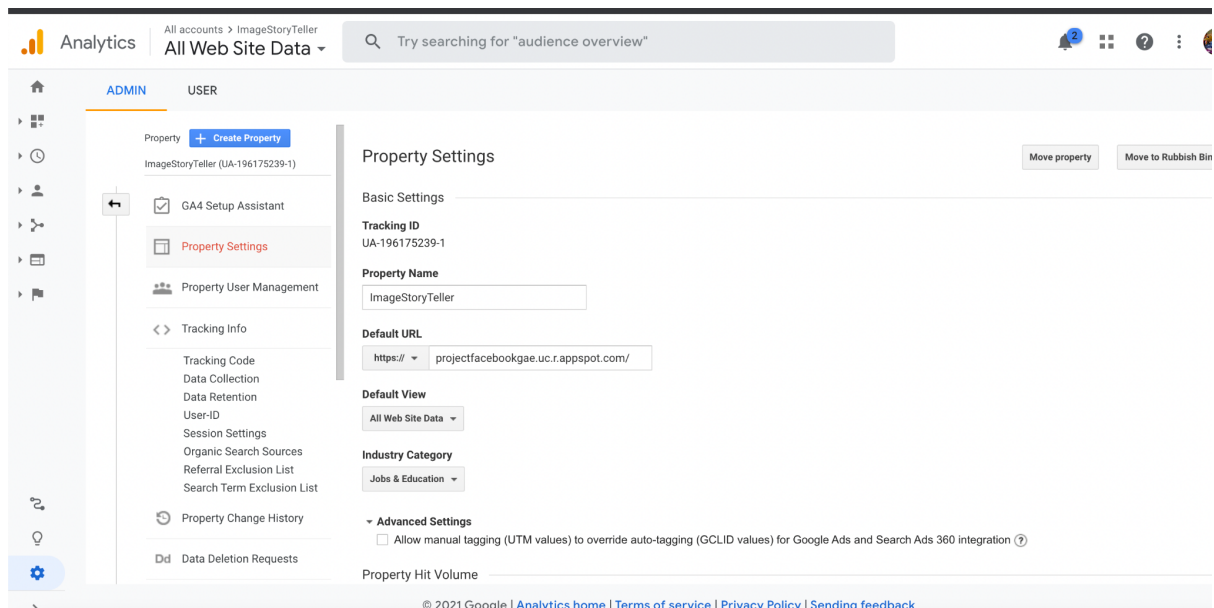 All accounts > ImageStoryTeller
Analytics
All Web Site Data
Try searching for "audience overview"
2
ADMIN
USER
Property
+ Create Property
ImageStoryTeller (UA-196175239-1)
GA4 Setup Assistant
Property Settings
Property User Management
Tracking Info
Tracking Code
Data Collection
Data Retention
User-ID
Session Settings
Organic Search Sources
Referral Exclusion List
Search Term Exclusion List
Property Change History
Dd Data Deletion Requests
Property Settings
Move property
Move to Rubbish Bin
Basic Settings
Tracking ID
UA-196175239-1
Property Name
ImageStoryTeller
Default URL
https:// projectfacebookgae.uc.r.appspot.com/
Default View
All Web Site Data
Industry Category
Jobs & Education
Advanced Settings
Allow manual tagging (UTM values) to override auto-tagging (GCLID values) for Google Ads and Search Ads 360 integration ?
Property Hit Volume
© 2021 Google | Analytics home | Terms of service | Privacy Policy | Sending feedback